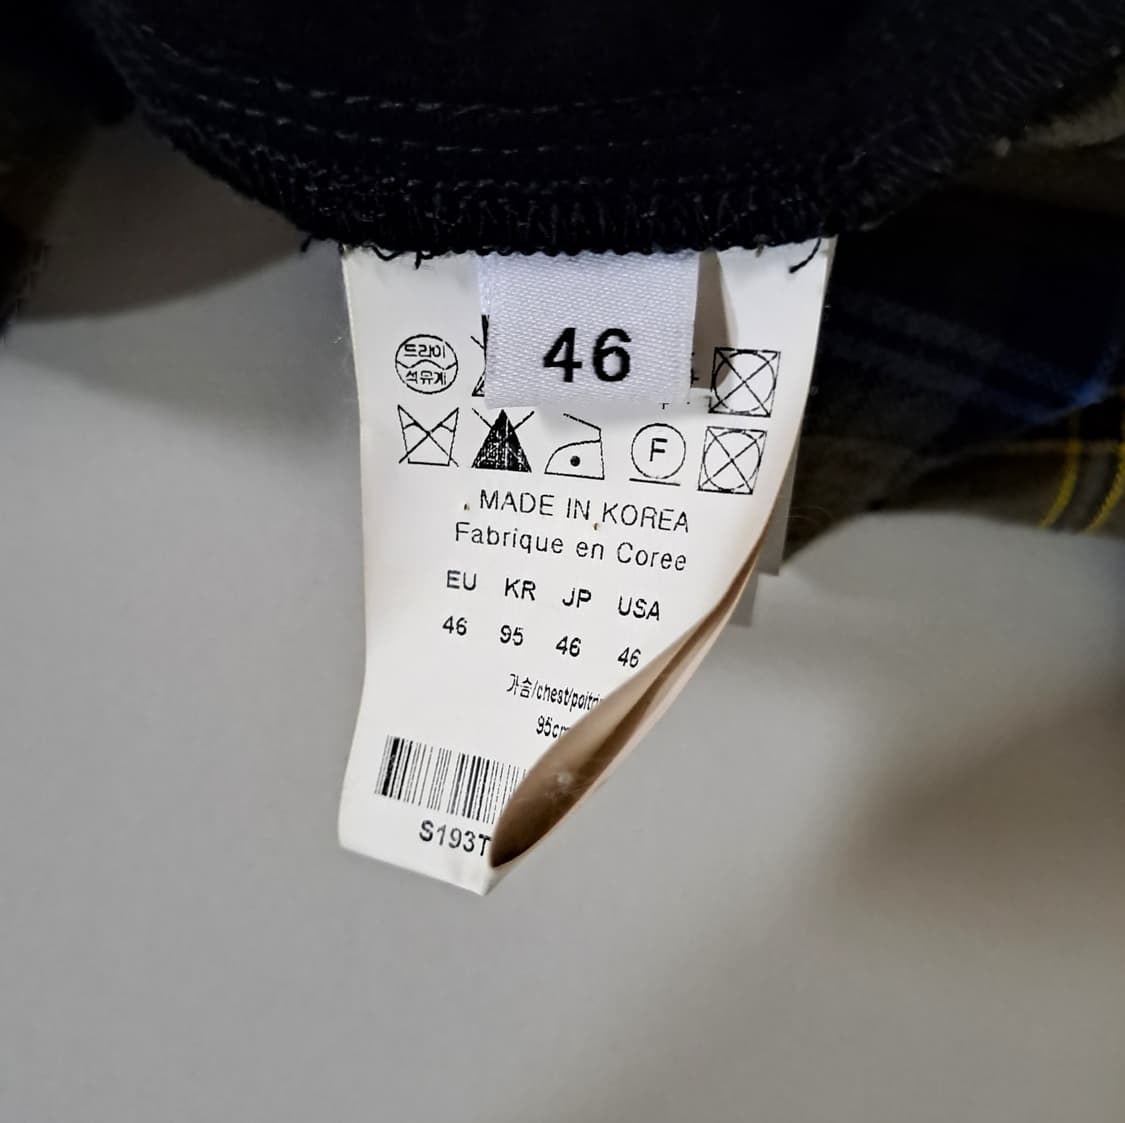 46
드라이
석유계
F
MADE IN KOREA
Fabrique en Coree
EU KR JP USA
46 95 46 46
가슴/chest/poitri
95cm
S193T